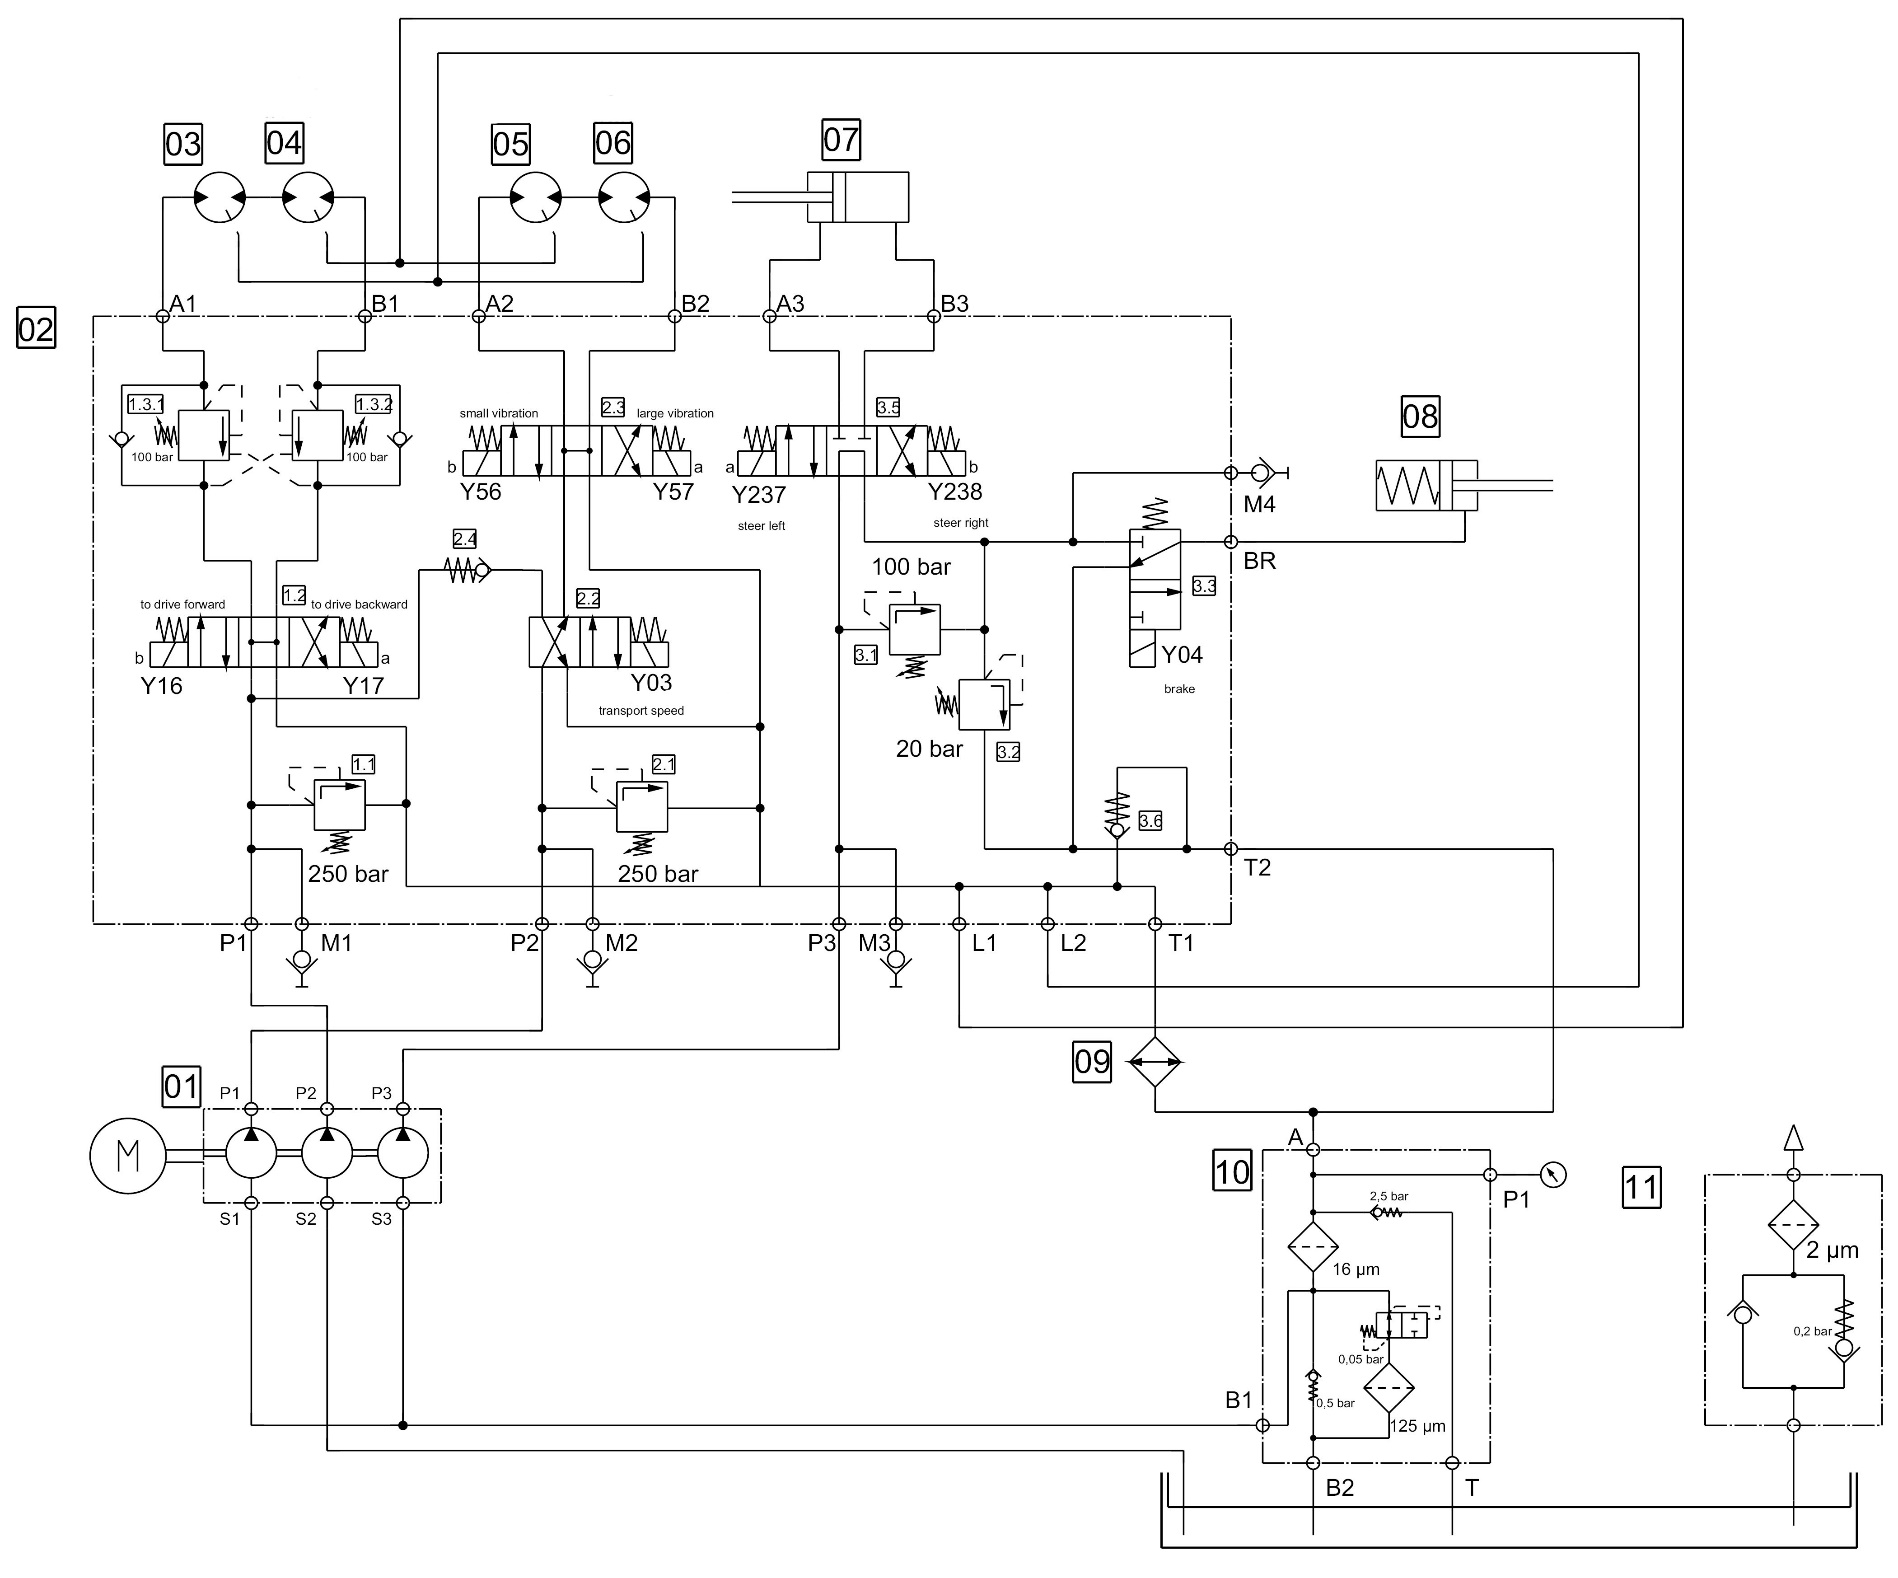 03
04
05
06
07
A1
B1
A2
B2
A3
B3
02
1.3.1
1.3.2
100 bar
100 bar
small vibration
2.3
large vibration
3.5
b
a
a
b
Y56
Y57
Y237
Y238
steer left
steer right
08
M4
BR
2.4
100 bar
to drive forward
1.2
to drive backward
2.2
3.3
b
a
Y16
Y17
Y03
transport speed
3.1
Y04
brake
20 bar
3.2
1.1
2.1
250 bar
250 bar
3.6
T2
P1
M1
P2
M2
P3
M3
L1
L2
T1
01
P1
P2
P3
M
S1
S2
S3
09
A
10
P1
11
2,5 bar
16 µm
2 µm
0,05 bar
0,2 bar
0,5 bar
125 µm
B1
B2
T